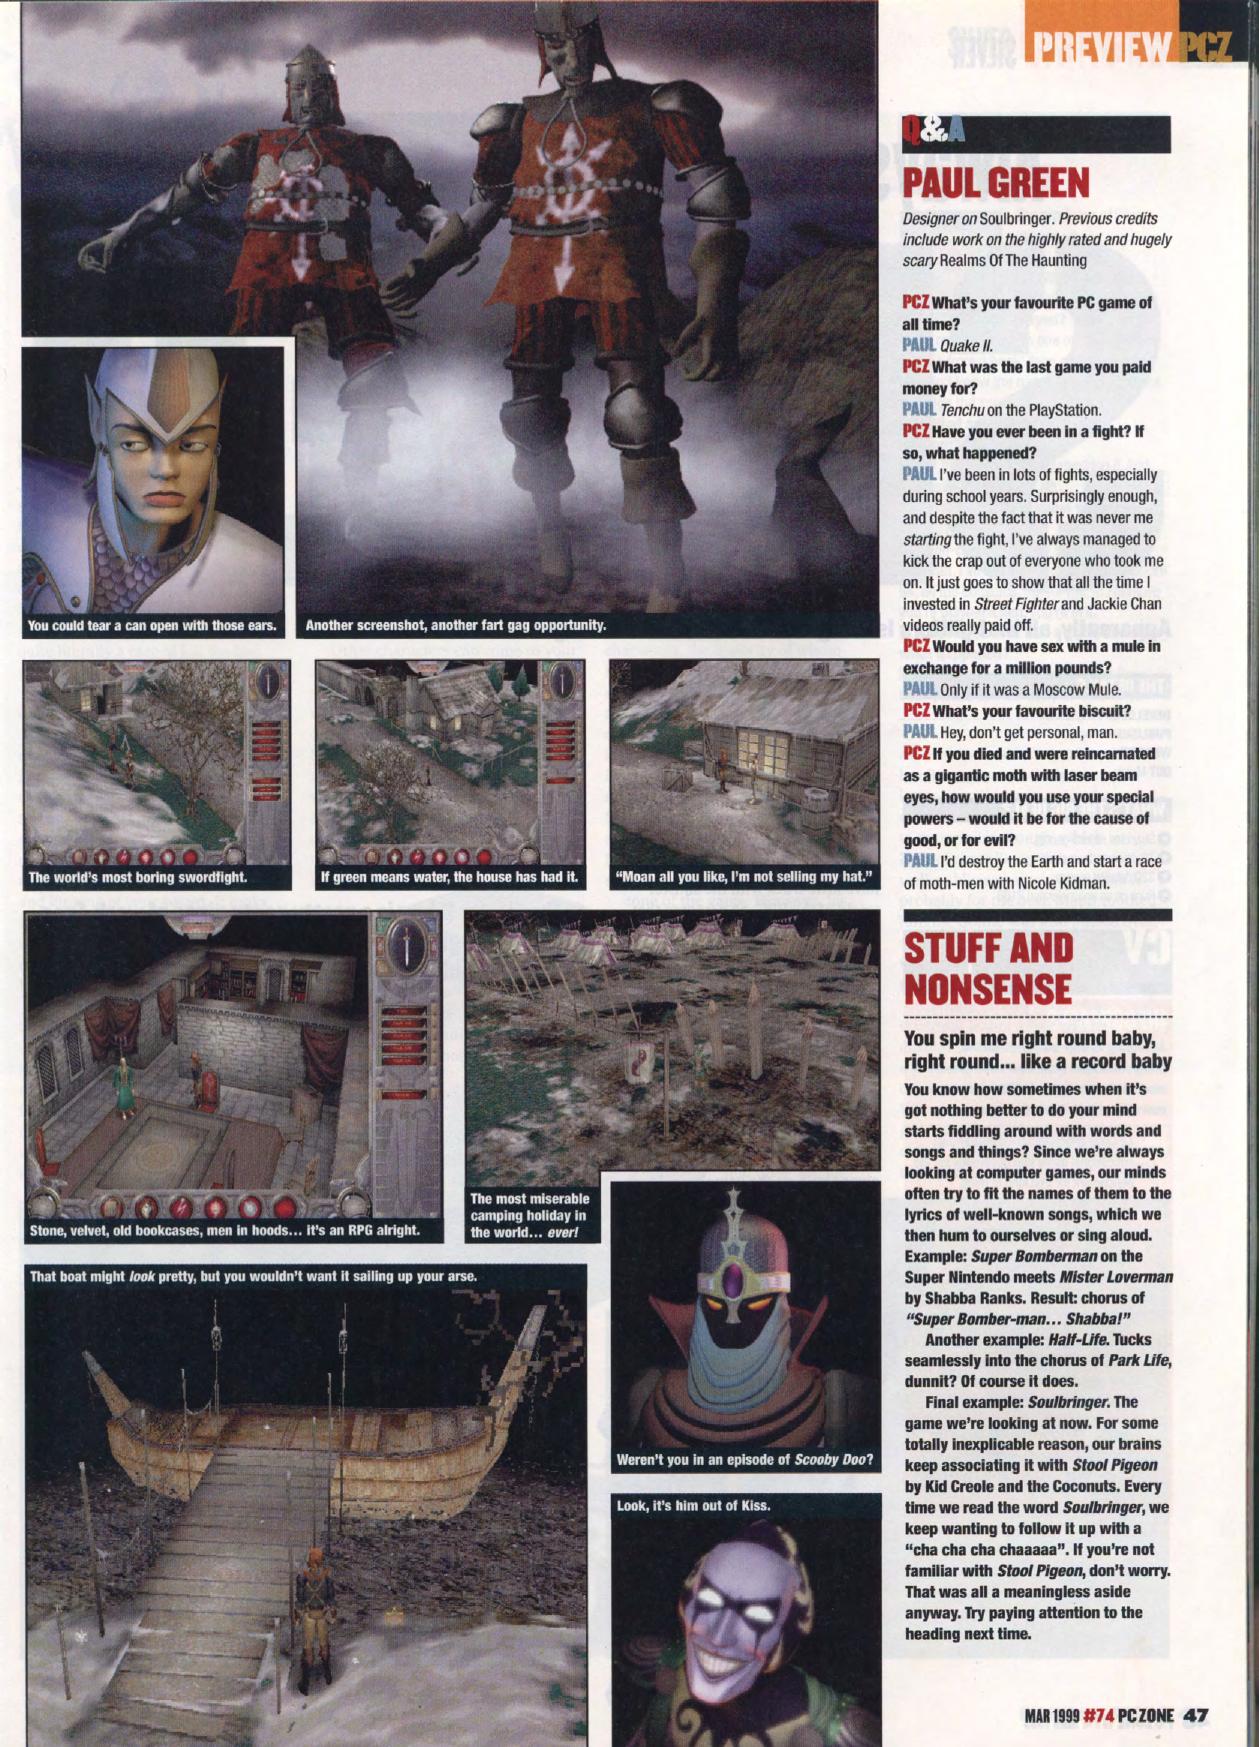 PREVIEW PCZ
You could tear a can open with those ears.
Another screenshot, another fart gag opportunity.
The world's most boring swordfight.
If green means water, the house has had it.
"Moan all you like, I'm not selling my hat."
Stone, velvet, old bookcases, men in hoods... it's an RPG alright.
The most miserable
camping holiday in
the world... ever!
That boat might look pretty, but you wouldn't want it sailing up your arse.
Weren't you in an episode of Scooby Doo?
Look, it's him out of Kiss.
Q&A
PAUL GREEN
Designer on Soulbringer. Previous credits
include work on the highly rated and hugely
scary Realms Of The Haunting
PCZ What's your favourite PC game of
all time?
PAUL Quake II.
PCZ What was the last game you paid
money for?
PAUL Tenchu on the PlayStation.
PCZ Have you ever been in a fight? If
so, what happened?
PAUL I've been in lots of fights, especially
during school years. Surprisingly enough,
and despite the fact that it was never me
starting the fight, I've always managed to
kick the crap out of everyone who took me
on. It just goes to show that all the time I
invested in Street Fighter and Jackie Chan
videos really paid off.
PCZ Would you have sex with a mule in
exchange for a million pounds?
PAUL Only if it was a Moscow Mule.
PCZ What's your favourite biscuit?
PAUL Hey, don't get personal, man.
PCZ If you died and were reincarnated
as a gigantic moth with laser beam
eyes, how would you use your special
powers – would it be for the cause of
good, or for evil?
PAUL I'd destroy the Earth and start a race
of moth-men with Nicole Kidman.
STUFF AND
NONSENSE
You spin me right round baby,
right round... like a record baby
You know how sometimes when it's
got nothing better to do your mind
starts fiddling around with words and
songs and things? Since we're always
looking at computer games, our minds
often try to fit the names of them to the
lyrics of well-known songs, which we
then hum to ourselves or sing aloud.
Example: Super Bomberman on the
Super Nintendo meets Mister Loverman
by Shabba Ranks. Result: chorus of
"Super Bomber-man... Shabba!"
Another example: Half-Life. Tucks
seamlessly into the chorus of Park Life,
dunnit? Of course it does.
Final example: Soulbringer. The
game we're looking at now. For some
totally inexplicable reason, our brains
keep associating it with Stool Pigeon
by Kid Creole and the Coconuts. Every
time we read the word Soulbringer, we
keep wanting to follow it up with a
"cha cha cha chaaaaa". If you're not
familiar with Stool Pigeon, don't worry.
That was all a meaningless aside
anyway. Try paying attention to the
heading next time.
MAR 1999 #74 PC ZONE 47